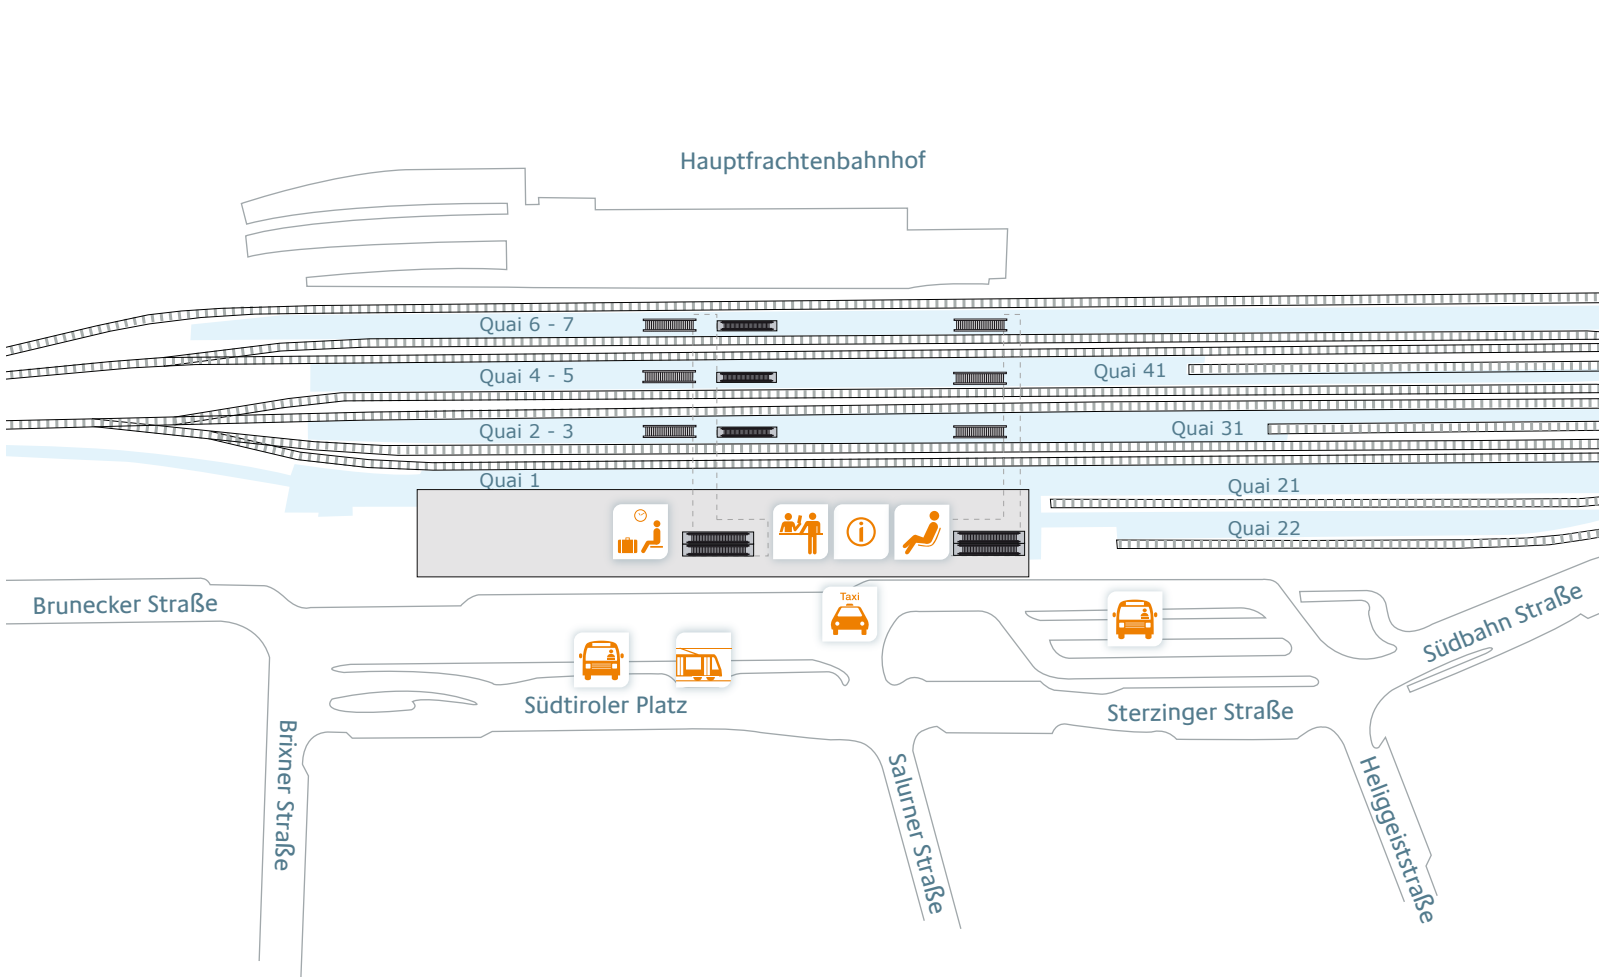 Hauptfrachtenbahnhof
Quai 6 - 7
Quai 4 - 5
Quai 41
Quai 2 - 3
Quai 31
Quai 1
Quai 21
Quai 22
Taxi
Brunecker Straße
Südbahn Straße
Südtiroler Platz
Sterzinger Straße
Brixner Straße
Salurner Straße
Heliggeiststraße